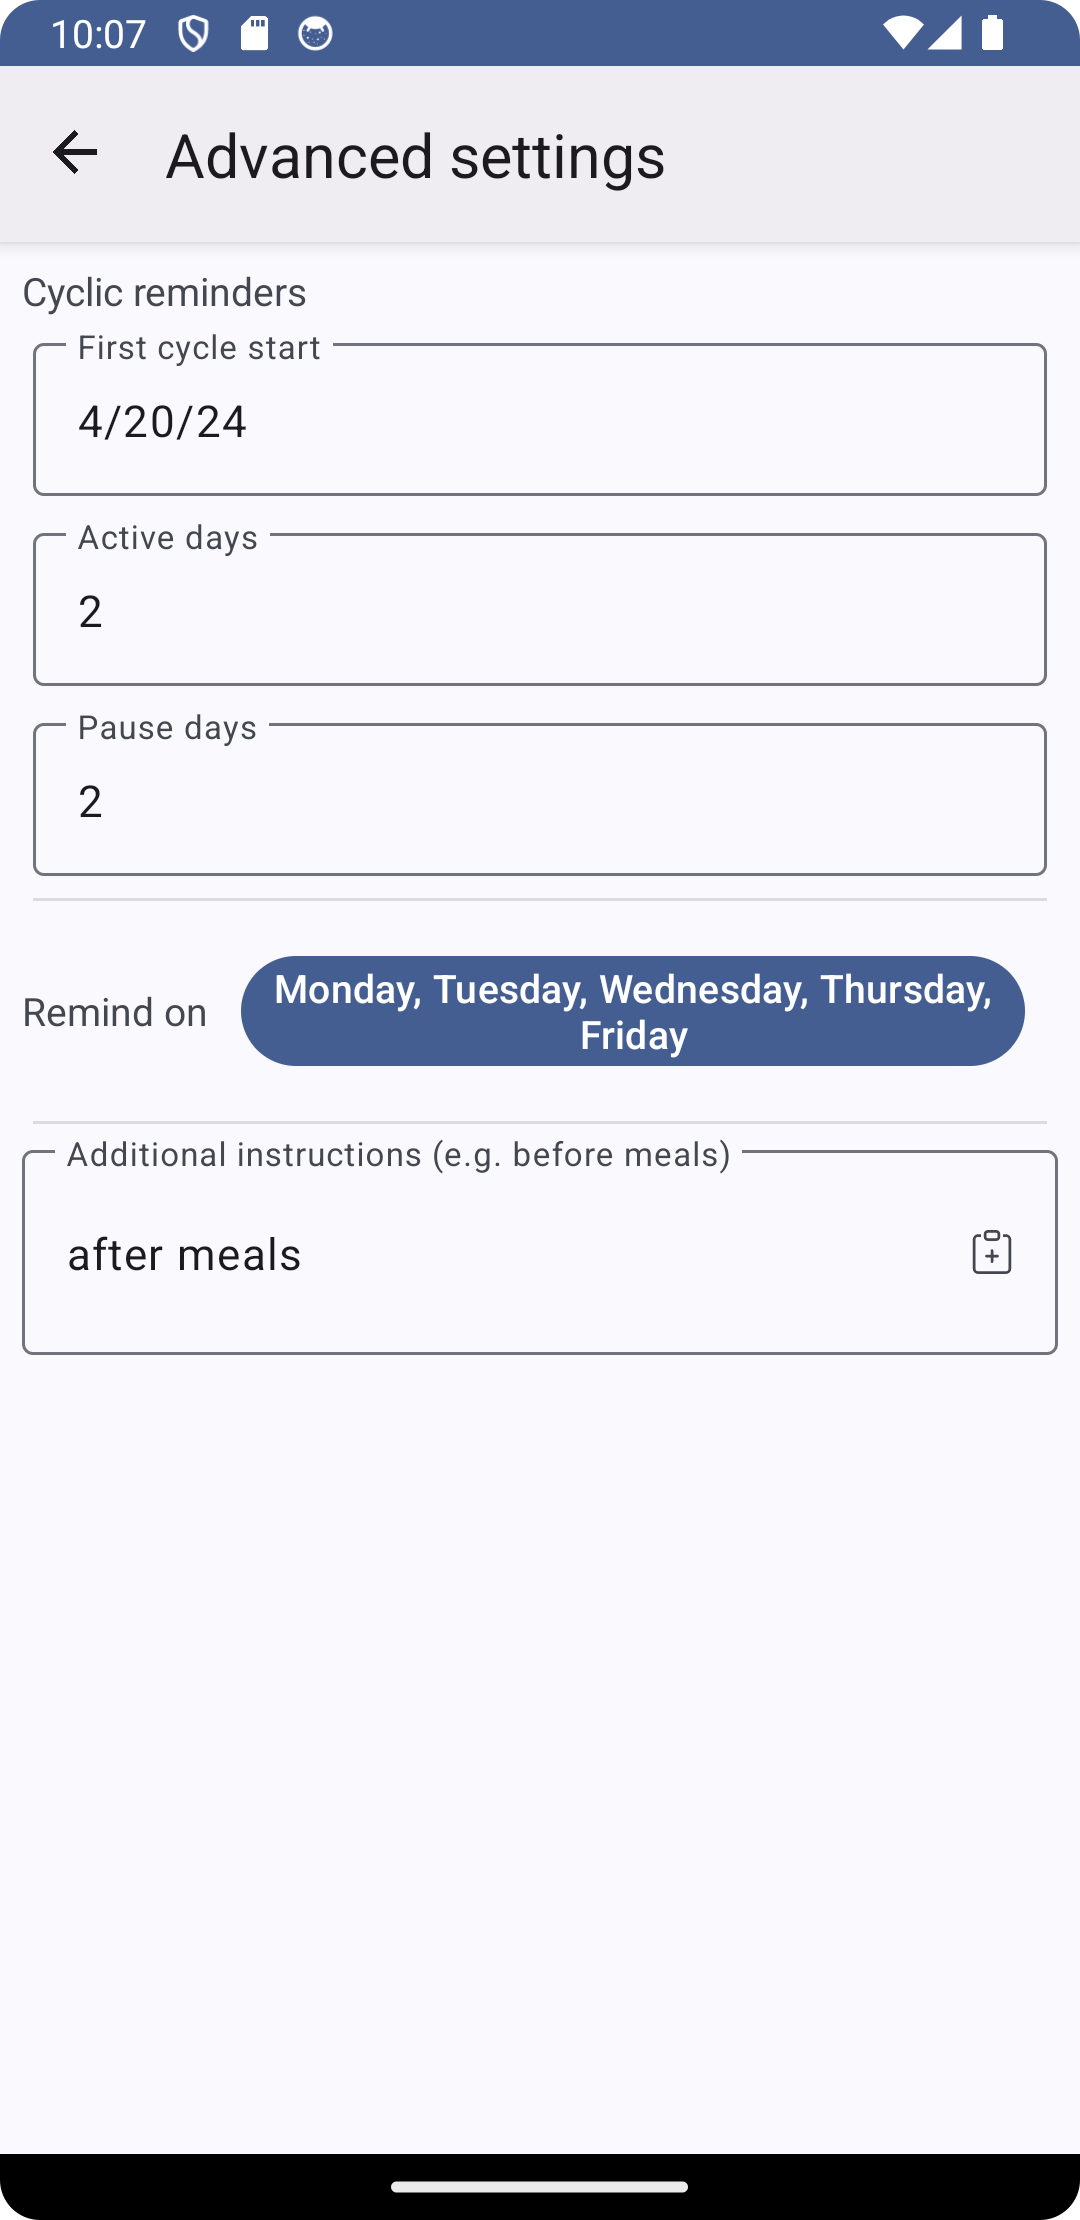 10:07
Advanced settings
Cyclic reminders
First cycle start
4/20/24
Active days
2
Pause days
2
Remind on
Monday, Tuesday, Wednesday, Thursday,
Friday
Additional instructions (e.g. before meals)
after meals